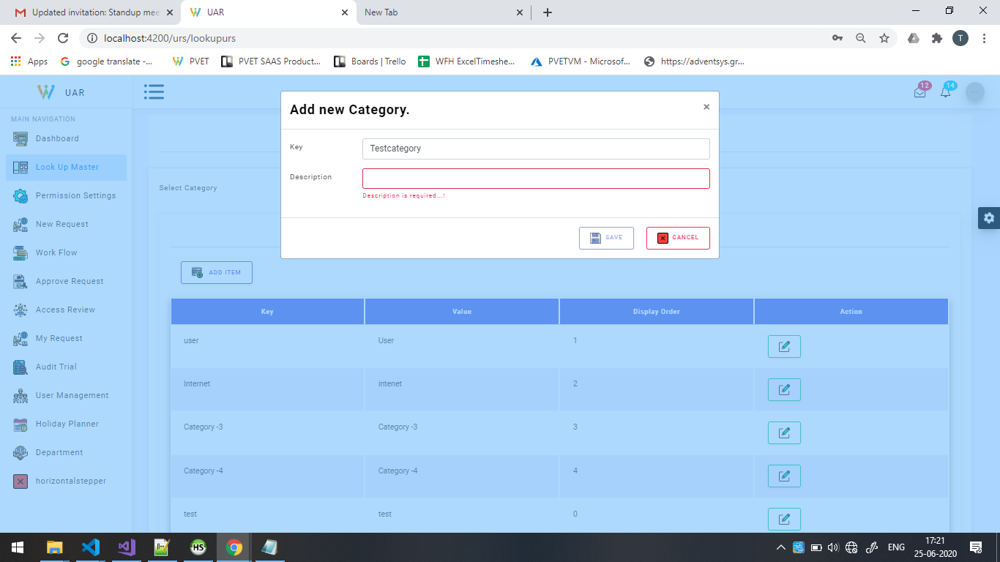 Updated invitation: Standup mee
UAR
New Tab
localhost:4200/urs/lookupurs
T
Apps
google translate -...
PVET
PVET SAAS Product...
Boards | Trello
WFH ExcelTimeshe...
PVETVM - Microsof...
https://adventsys.gr...
UAR
12
14
MAIN NAVIGATION
Dashboard
Look Up Master
Permission Settings
New Request
Work Flow
Approve Request
Access Review
My Request
Audit Trial
User Management
Holiday Planner
Department
horizontalstepper
Select Category
Add new Category.
×
Key
Testcategory
Description
Description is required...!
SAVE
CANCEL
ADD ITEM
Key Value Display Order Action
user User 1
Internet intenet 2
Category -3 Category -3 3
Category -4 Category -4 4
test test 0
HS
ENG
17:21
25-06-2020